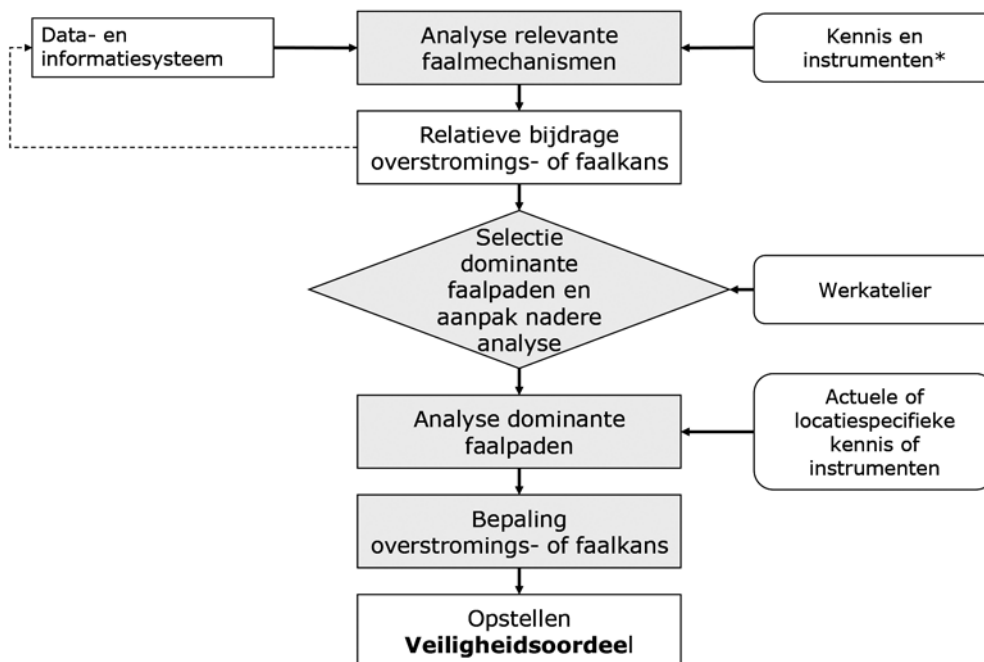 Data- en
informatiesysteem
Analyse relevante
faalmechanismen
Kennis en
instrumenten*
Relatieve bijdrage
overstromings- of faalkans
Selectie
dominante
faalpaden en
aanpak nadere
analyse
Werkatelier
Analyse dominante
faalpaden
Actuele of
locatiespecifieke
kennis of
instrumenten
Bepaling
overstromings- of faalkans
Opstellen
Veiligheidsoordeel